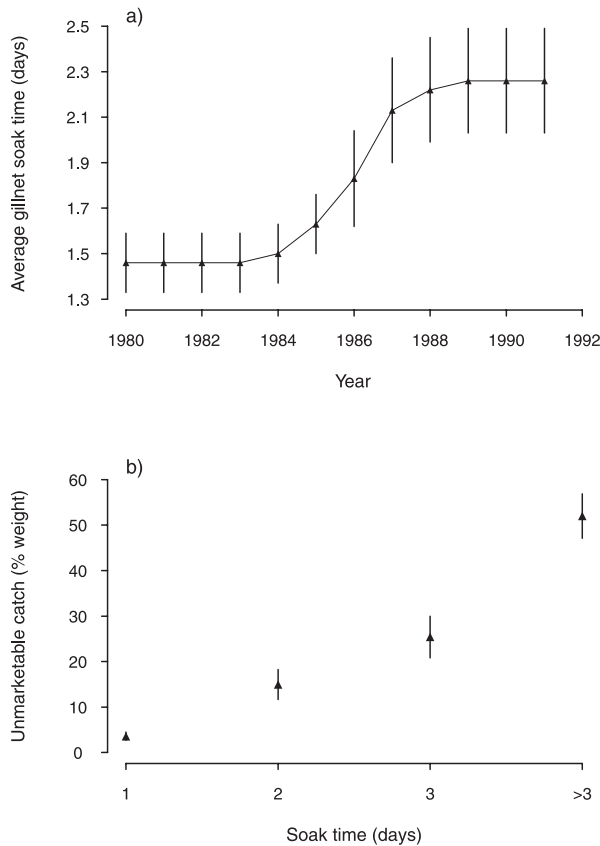 a)
Average gillnet soak time (days)
2.5
2.3
2.1
1.9
1.7
1.5
1.3
1980 1982 1984 1986 1988 1990 1992
Year
b)
Unmarketable catch (% weight)
60
50
40
30
20
10
0
1 2 3 >3
Soak time (days)